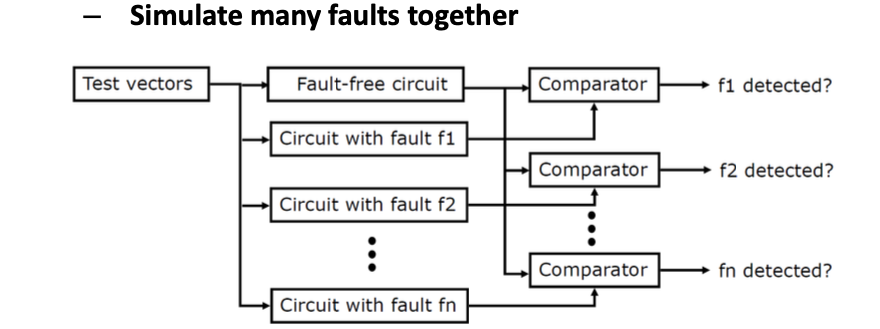 – Simulate many faults together
Test vectors
Fault-free circuit
Comparator
f1 detected?
Circuit with fault f1
Comparator
f2 detected?
Circuit with fault f2
Comparator
fn detected?
Circuit with fault fn